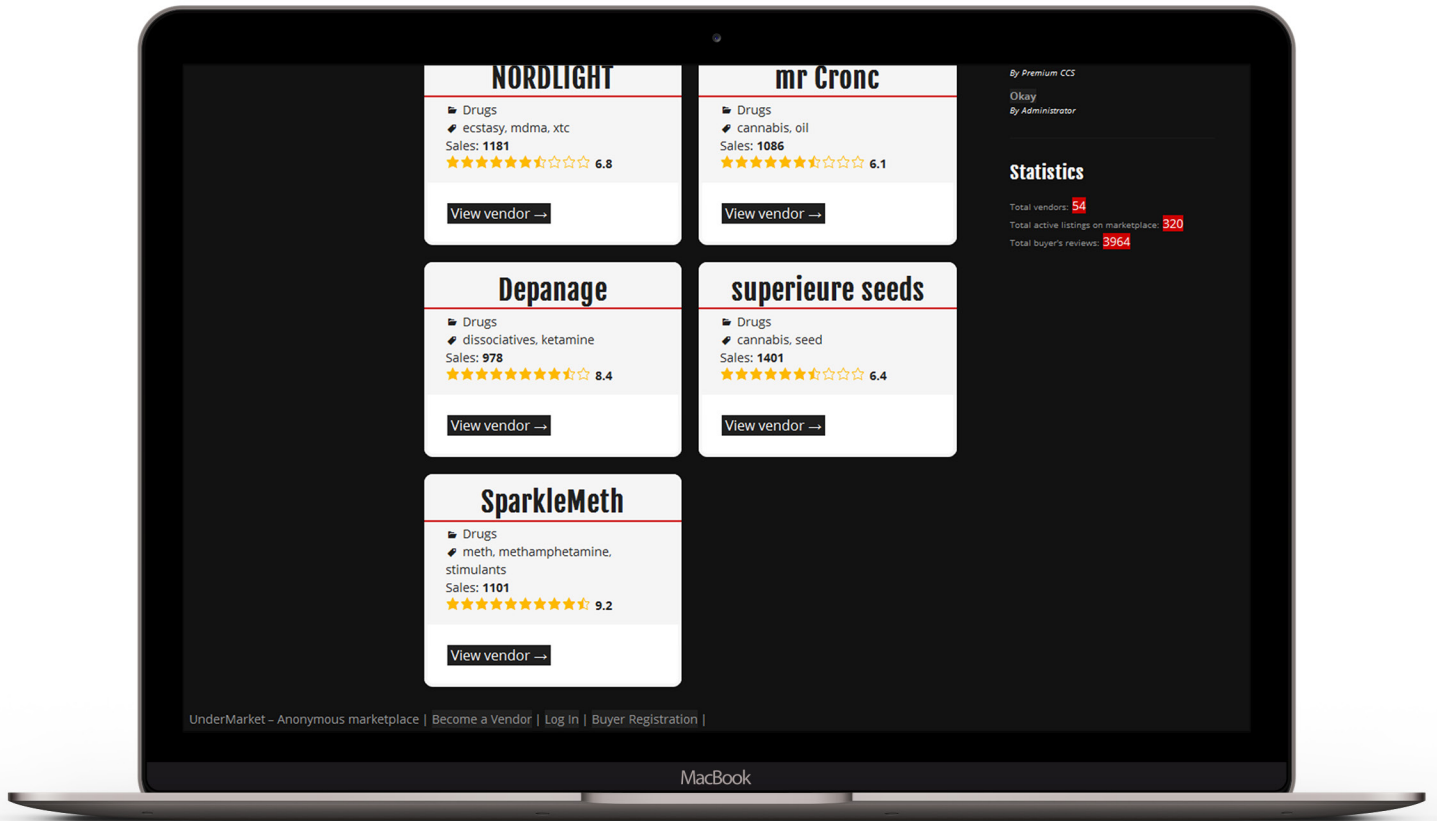 NORDLIGHT
Drugs
ecstasy, mdma, xtc
Sales: 1181
6.8
View vendor →
mr Cronc
Drugs
cannabis, oil
Sales: 1086
6.1
View vendor →
Depanage
Drugs
dissociatives, ketamine
Sales: 978
8.4
View vendor →
superieure seeds
Drugs
cannabis, seed
Sales: 1401
6.4
View vendor →
SparkleMeth
Drugs
meth, methamphetamine,
stimulants
Sales: 1101
9.2
View vendor →
By Premium CCS
Okay
By Administrator
Statistics
Total vendors: 54
Total active listings on marketplace: 320
Total buyer's reviews: 3964
UnderMarket – Anonymous marketplace | Become a Vendor | Log In | Buyer Registration |
MacBook